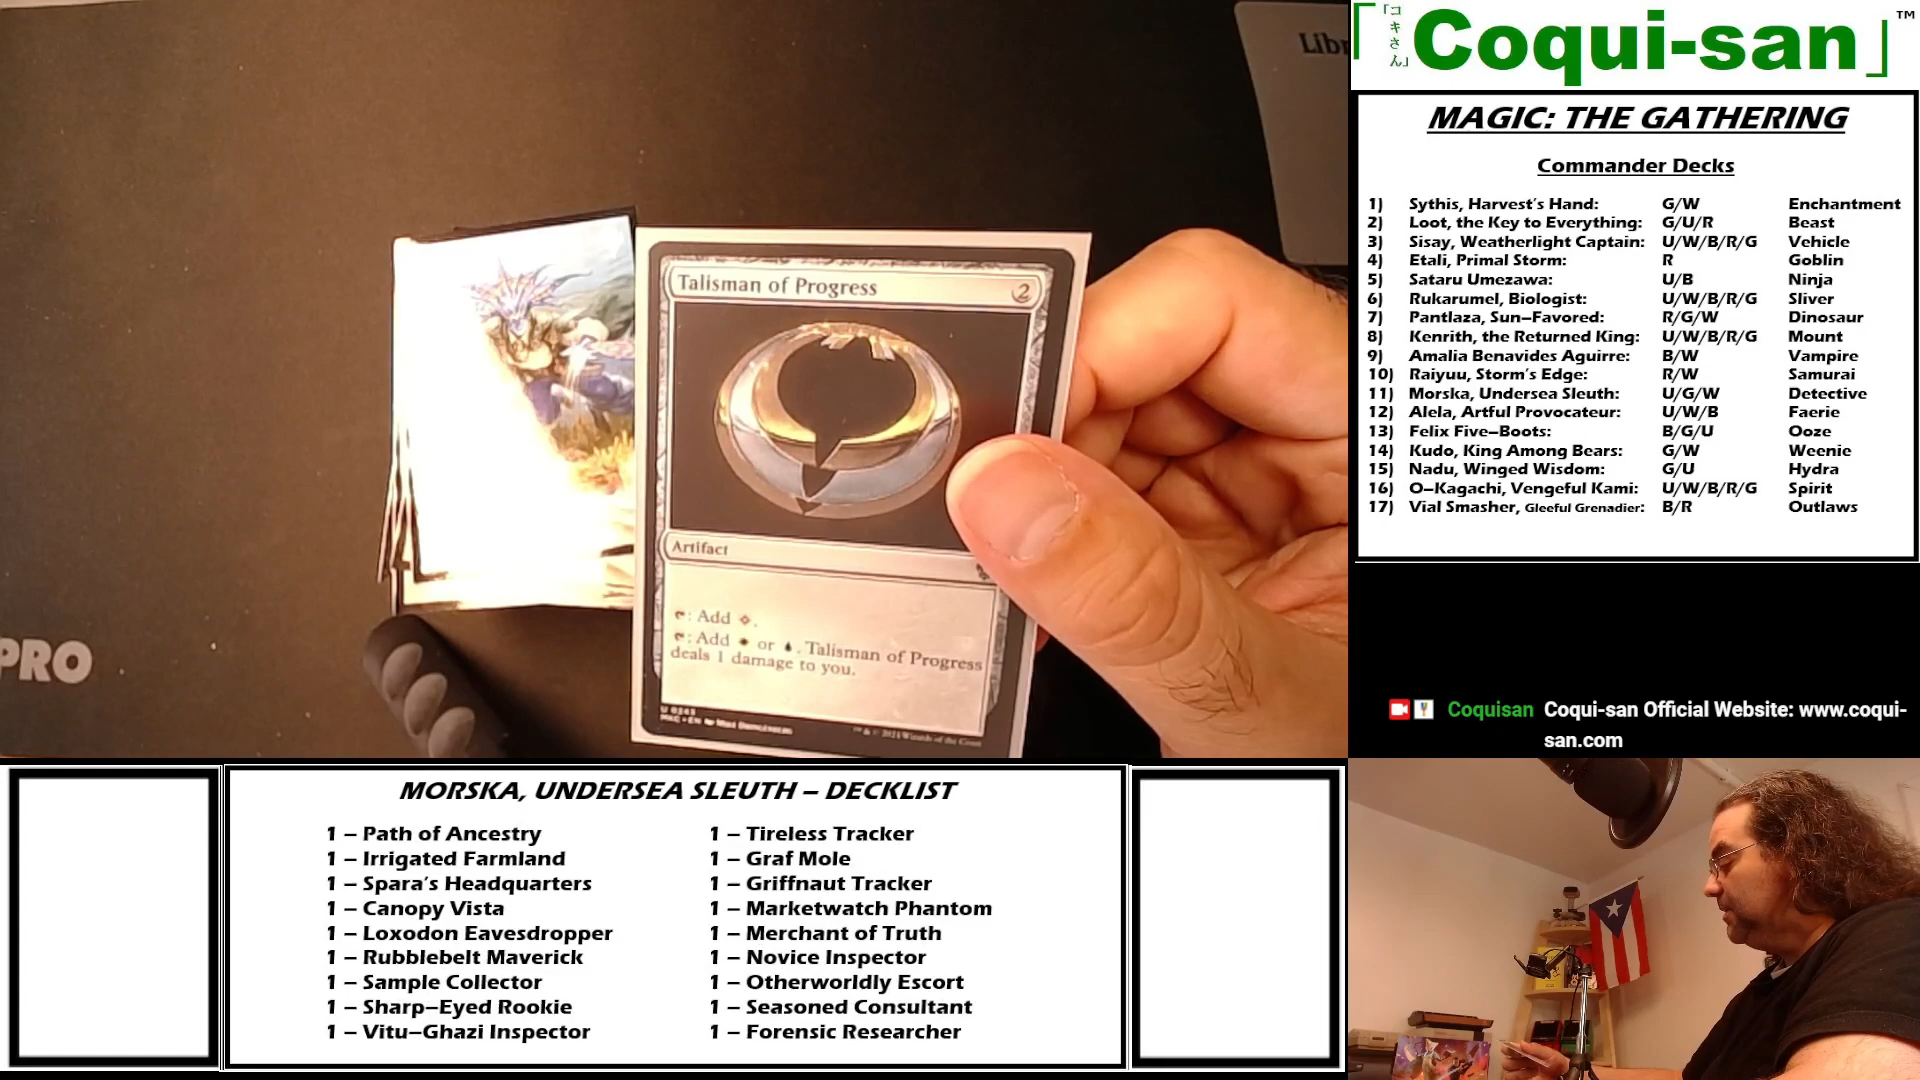 Libr
PRO
Talisman of Progress
2
Artifact
: Add
: Add or . Talisman of Progress
deals 1 damage to you.
「コキさん」
「Coqui-san」™
MAGIC: THE GATHERING
Commander Decks
1) Sythis, Harvest's Hand: G/W Enchantment
2) Loot, the Key to Everything: G/U/R Beast
3) Sisay, Weatherlight Captain: U/W/B/R/G Vehicle
4) Etali, Primal Storm: R Goblin
5) Sataru Umezawa: U/B Ninja
6) Rukarumel, Biologist: U/W/B/R/G Sliver
7) Pantlaza, Sun–Favored: R/G/W Dinosaur
8) Kenrith, the Returned King: U/W/B/R/G Mount
9) Amalia Benavides Aguirre: B/W Vampire
10) Raiyuu, Storm's Edge: R/W Samurai
11) Morska, Undersea Sleuth: U/G/W Detective
12) Alela, Artful Provocateur: U/W/B Faerie
13) Felix Five–Boots: B/G/U Ooze
14) Kudo, King Among Bears: G/W Weenie
15) Nadu, Winged Wisdom: G/U Hydra
16) O–Kagachi, Vengeful Kami: U/W/B/R/G Spirit
17) Vial Smasher, Gleeful Grenadier: B/R Outlaws
Coquisan Coqui-san Official Website: www.coqui-
san.com
MORSKA, UNDERSEA SLEUTH – DECKLIST
1 – Path of Ancestry
1 – Irrigated Farmland
1 – Spara's Headquarters
1 – Canopy Vista
1 – Loxodon Eavesdropper
1 – Rubblebelt Maverick
1 – Sample Collector
1 – Sharp–Eyed Rookie
1 – Vitu–Ghazi Inspector
1 – Tireless Tracker
1 – Graf Mole
1 – Griffnaut Tracker
1 – Marketwatch Phantom
1 – Merchant of Truth
1 – Novice Inspector
1 – Otherworldly Escort
1 – Seasoned Consultant
1 – Forensic Researcher